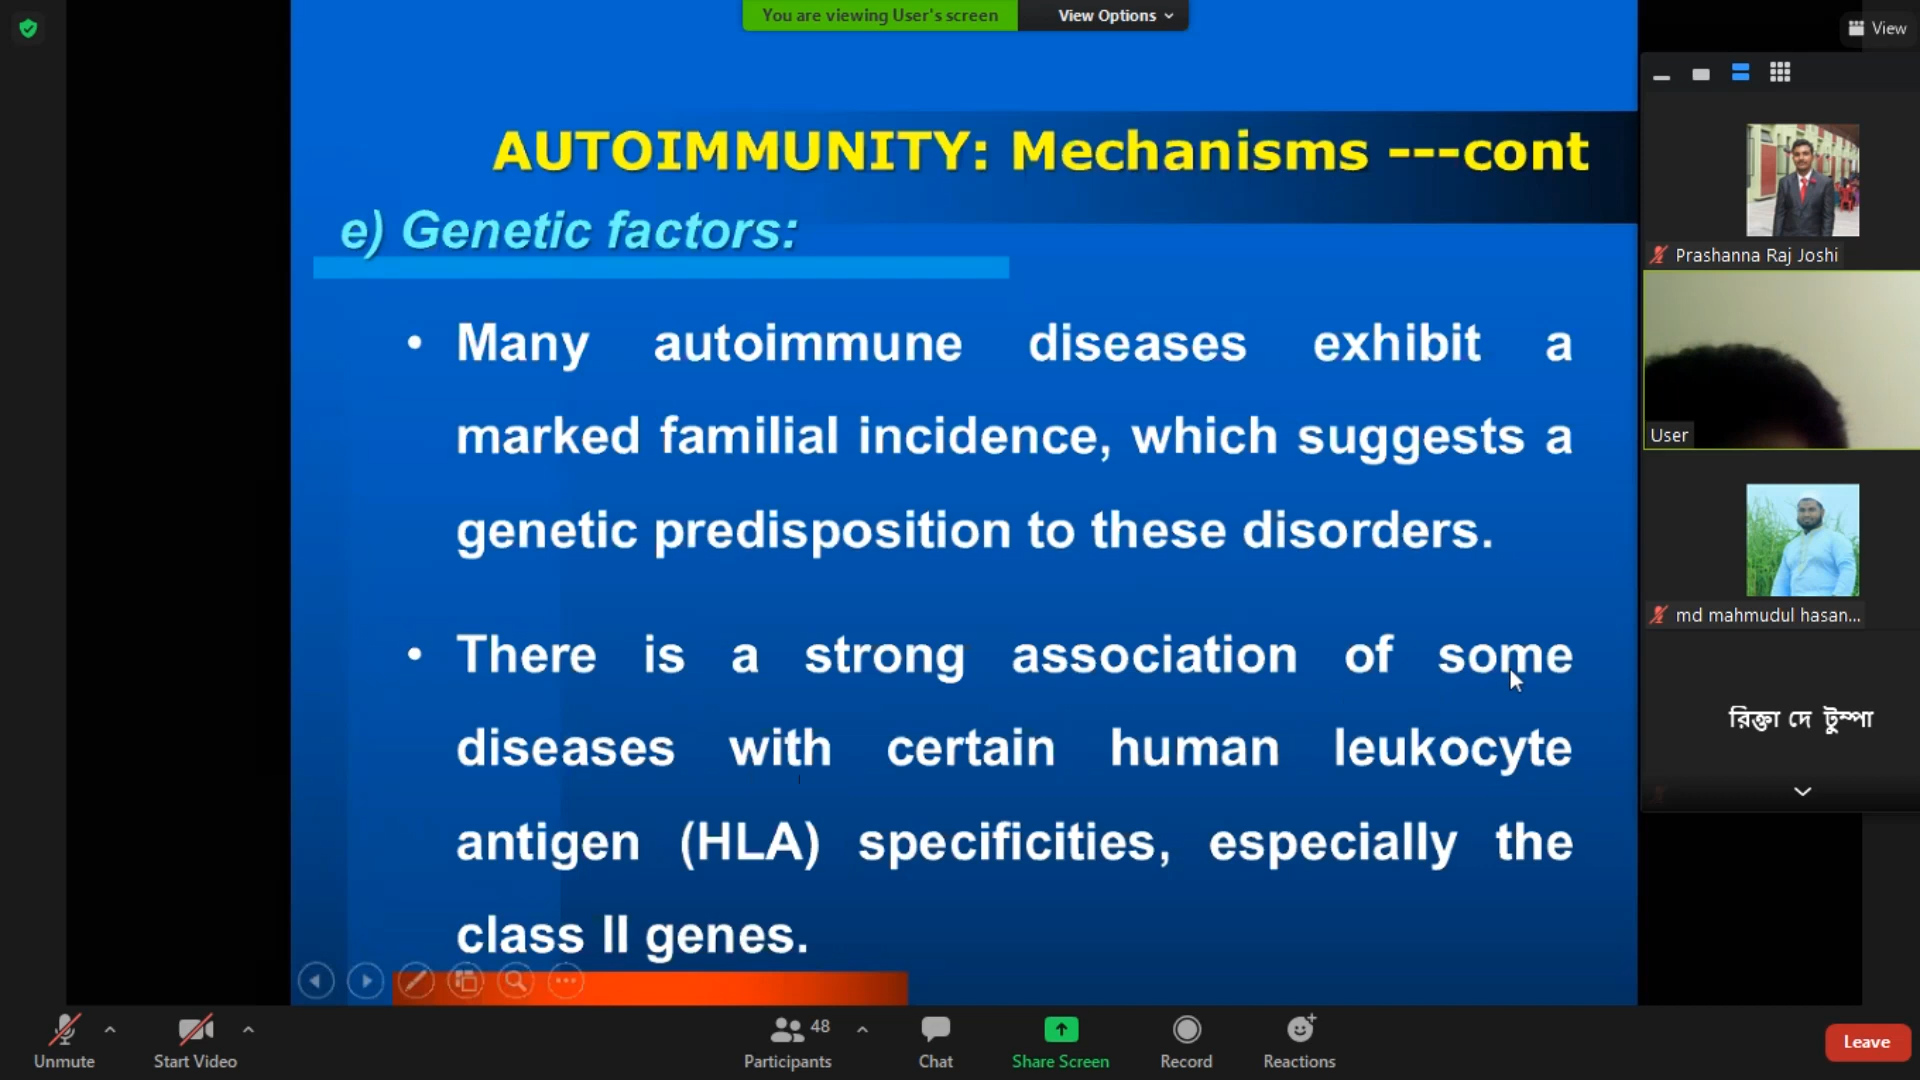 You are viewing User's screen
View Options
View
AUTOIMMUNITY: Mechanisms ---cont
e) Genetic factors:
• Many autoimmune diseases exhibit a
marked familial incidence, which suggests a
genetic predisposition to these disorders.
• There is a strong association of some
diseases with certain human leukocyte
antigen (HLA) specificities, especially the
class II genes.
Prashanna Raj Joshi
User
md mahmudul hasan...
রিক্তা দে টুম্পা
Unmute
Start Video
48
Participants
Chat
Share Screen
Record
Reactions
Leave